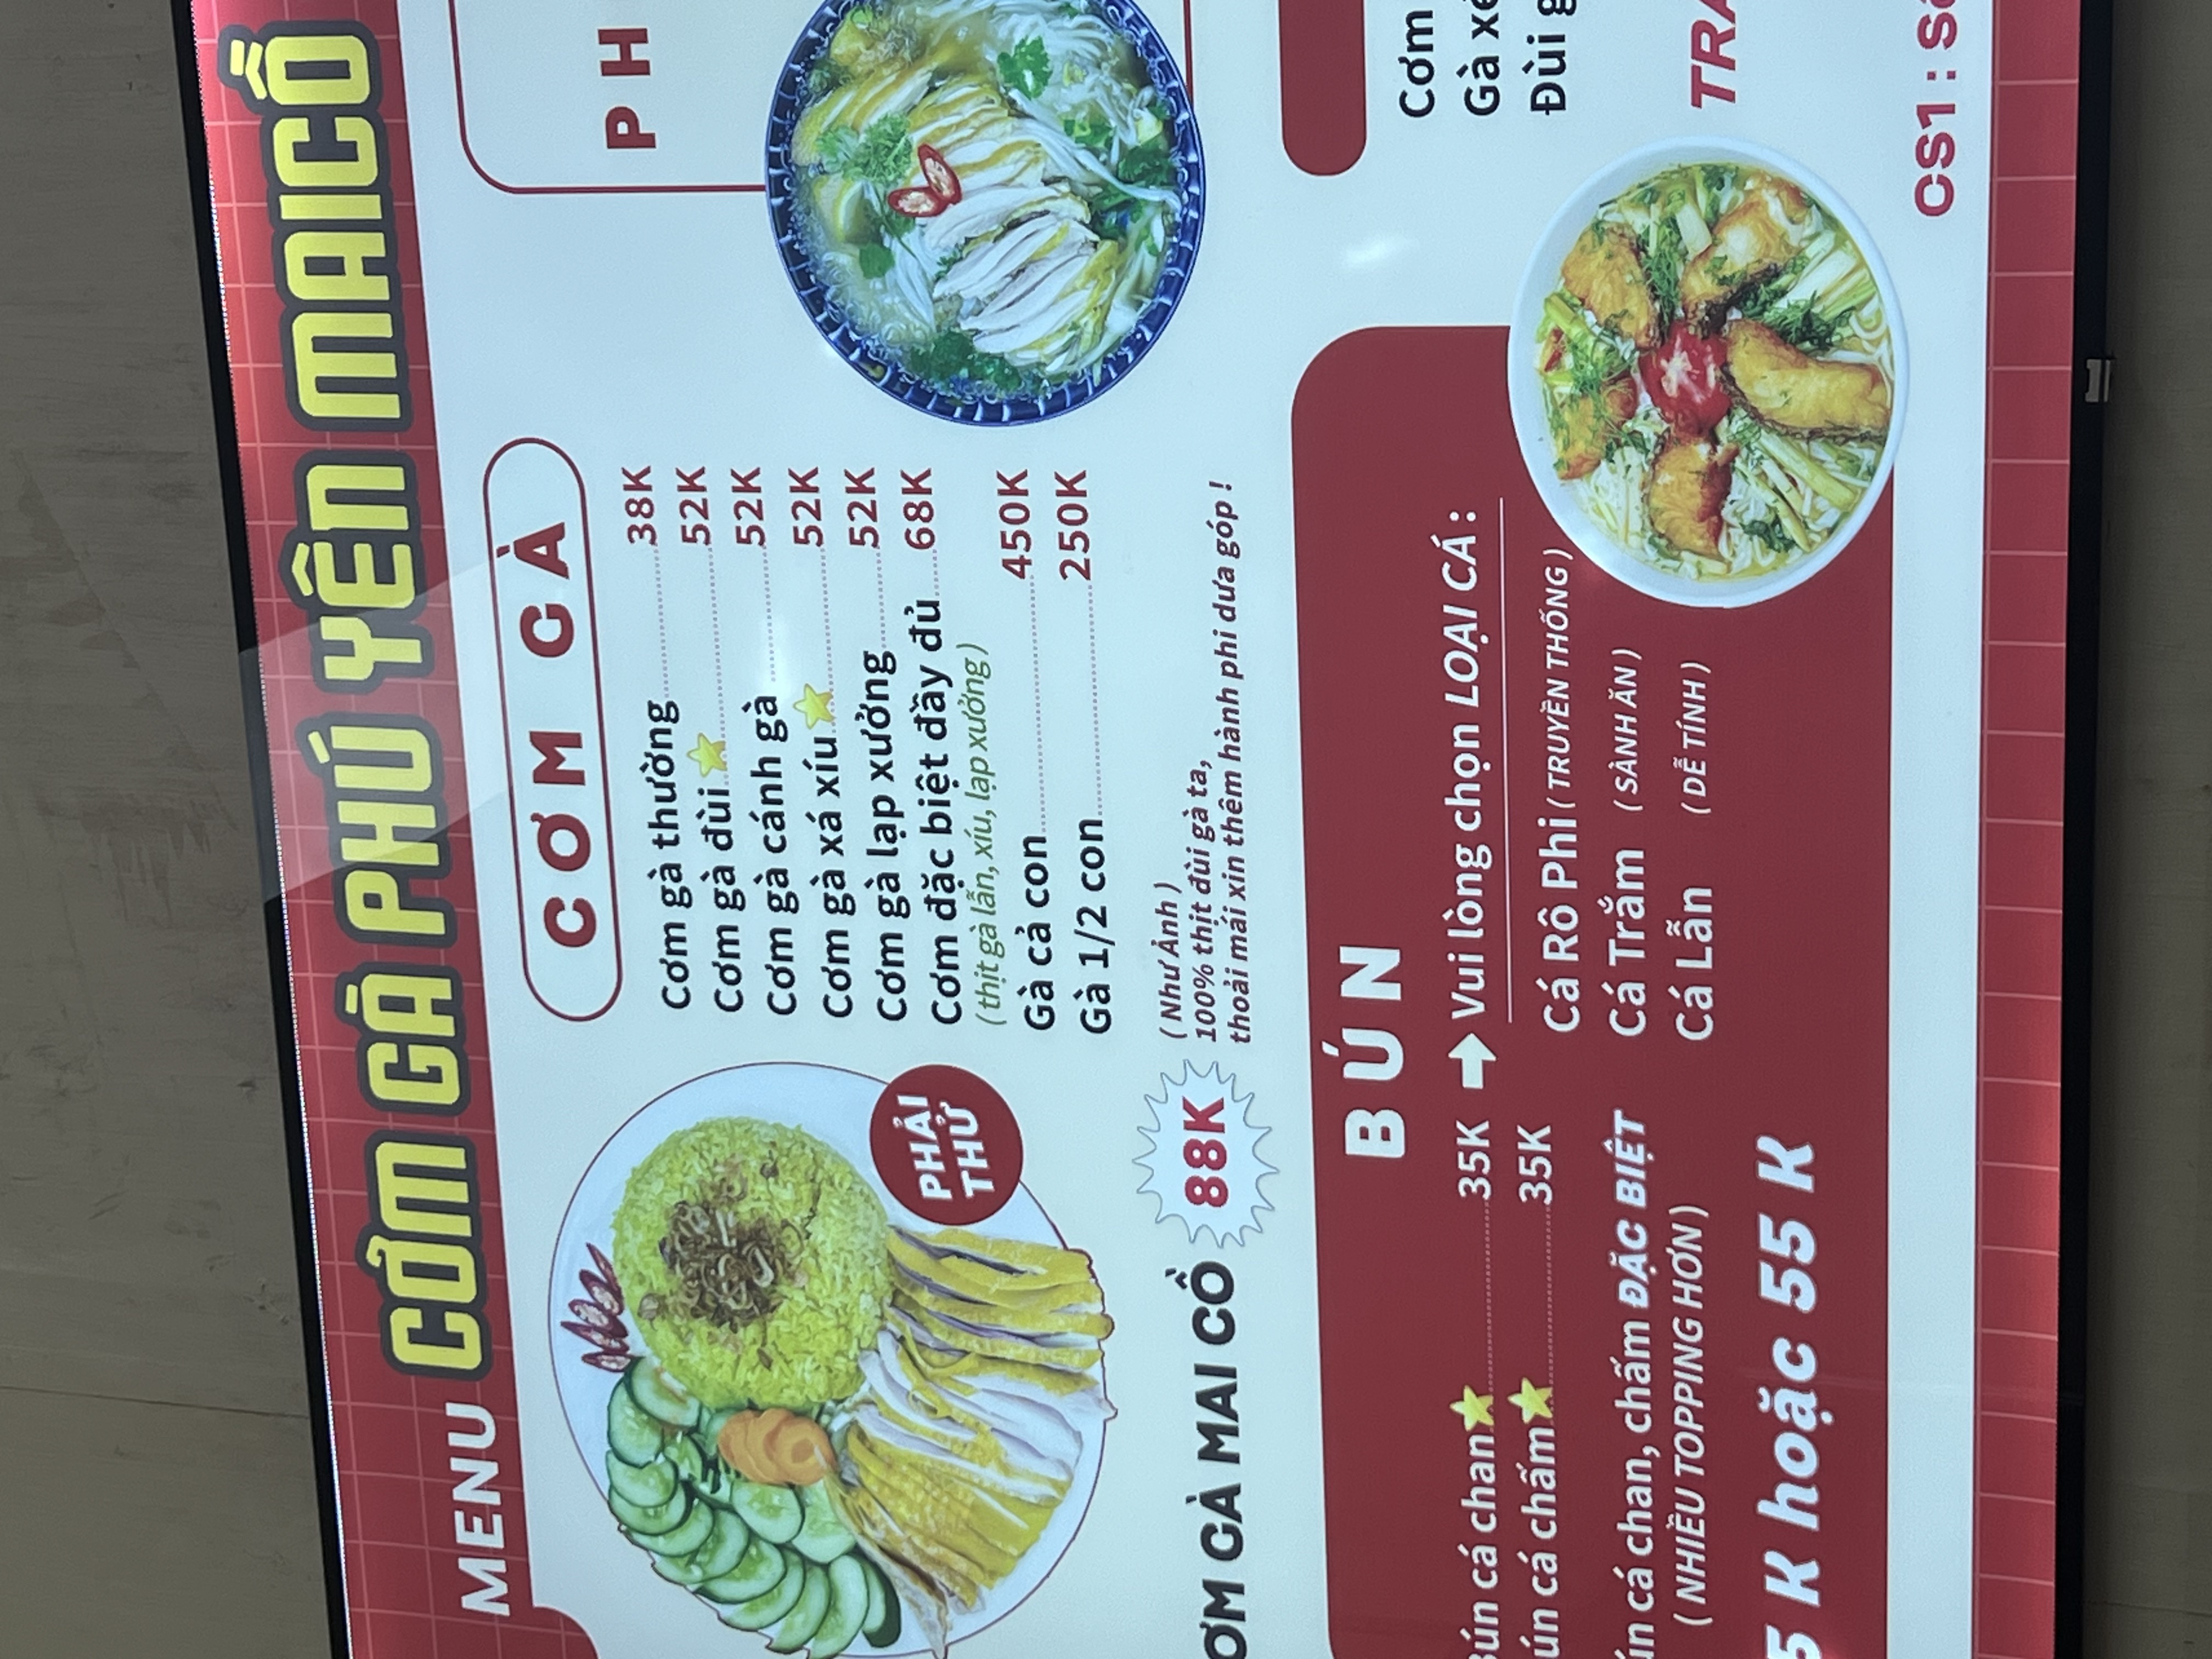 MENU CƠM GÀ PHÚ YÊN MAICỒ
CƠM GÀ
Cơm gà thường 38K
Cơm gà đùi 52K
Cơm gà cánh gà 52K
Cơm gà xá xíu 52K
Cơm gà lạp xưởng 52K
Cơm đặc biệt đầy đủ 68K
( thịt gà lẫn, xíu, lạp xưởng )
Gà cả con 450K
Gà 1/2 con 250K
PHẢI
THỬ
ƠM GÀ MAI CỒ 88K
( Như Ảnh )
100% thịt đùi gà ta,
thoải mái xin thêm hành phi dưa góp !
PH
BÚN
Bún cá chan 35K
ún cá chấm 35K
ún cá chan, chấm ĐẶC BIỆT
( NHIỀU TOPPING HƠN )
5 K hoặc 55 K
Vui lòng chọn LOẠI CÁ :
Cá Rô Phi ( TRUYỀN THỐNG )
Cá Trắm ( SÀNH ĂN )
Cá Lẫn ( DỄ TÍNH )
Cơm
Gà xé
Đùi g
TRA
CS1 : Số